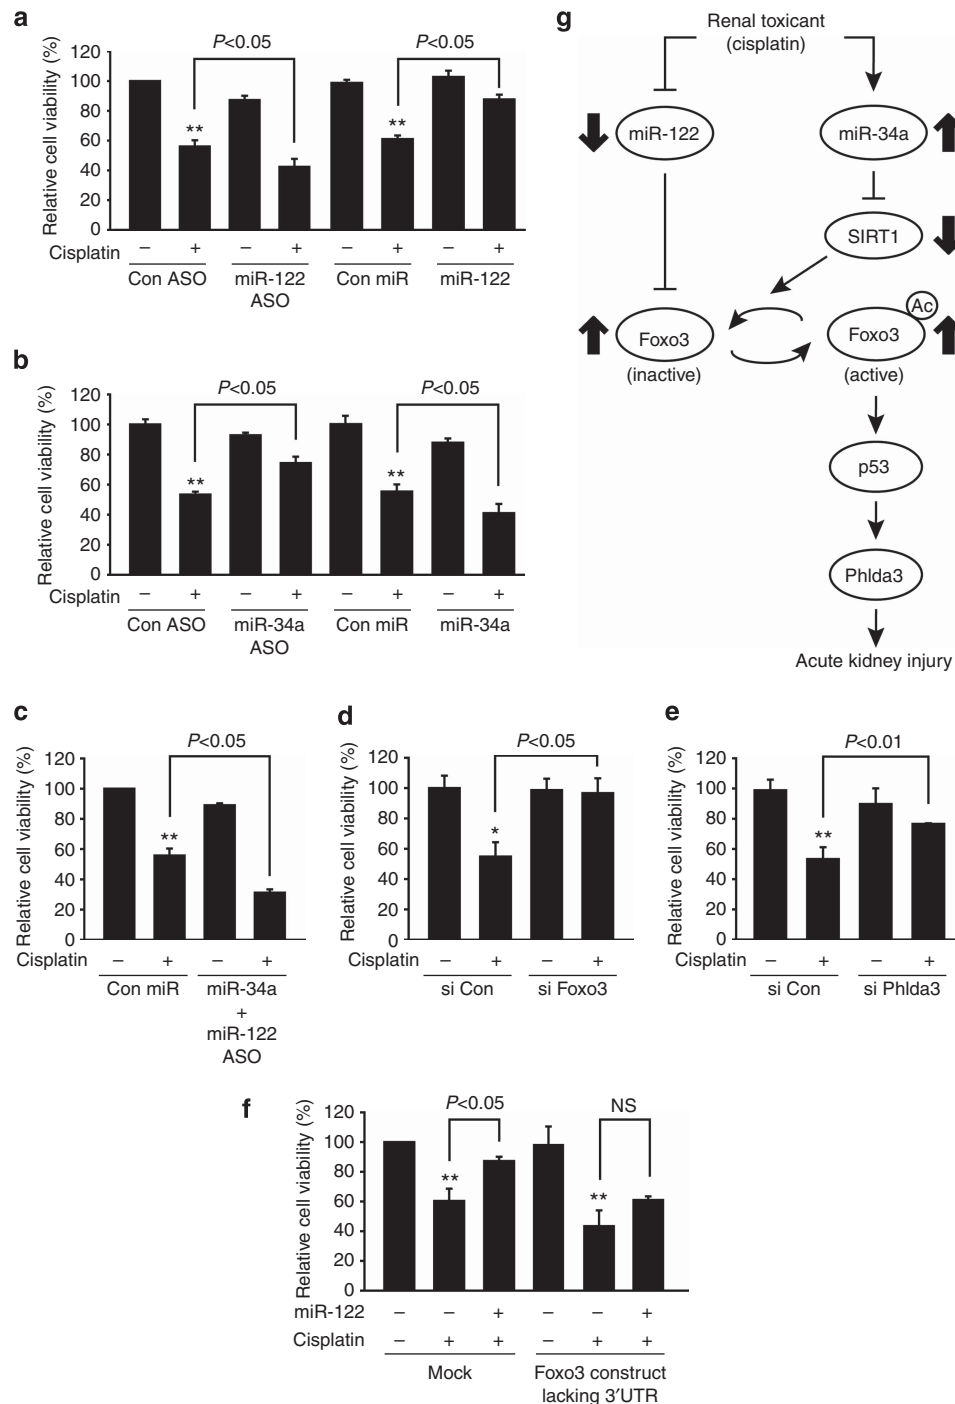 a
Relative cell viability (%)
120
100
80
60
40
20
0
P<0.05
P<0.05
**
**
Cisplatin – + – + – + – +
Con ASO miR-122 ASO Con miR miR-122
b
Relative cell viability (%)
120
100
80
60
40
20
0
P<0.05
P<0.05
**
**
Cisplatin – + – + – + – +
Con ASO miR-34a ASO Con miR miR-34a
c
Relative cell viability (%)
120
100
80
60
40
20
0
P<0.05
**
Cisplatin – + – +
Con miR miR-34a
+
miR-122
ASO
d
Relative cell viability (%)
120
100
80
60
40
20
0
P<0.05
*
Cisplatin – + – +
si Con si Foxo3
e
Relative cell viability (%)
120
100
80
60
40
20
0
P<0.01
**
Cisplatin – + – +
si Con si Phlda3
f
Relative cell viability (%)
120
100
80
60
40
20
0
P<0.05
NS
**
**
miR-122 – – + – – +
Cisplatin – + + – + +
Mock Foxo3 construct
lacking 3′UTR
g
Renal toxicant
(cisplatin)
miR-122
miR-34a
SIRT1
Ac
Foxo3
Foxo3
(inactive)
(active)
p53
Phlda3
Acute kidney injury